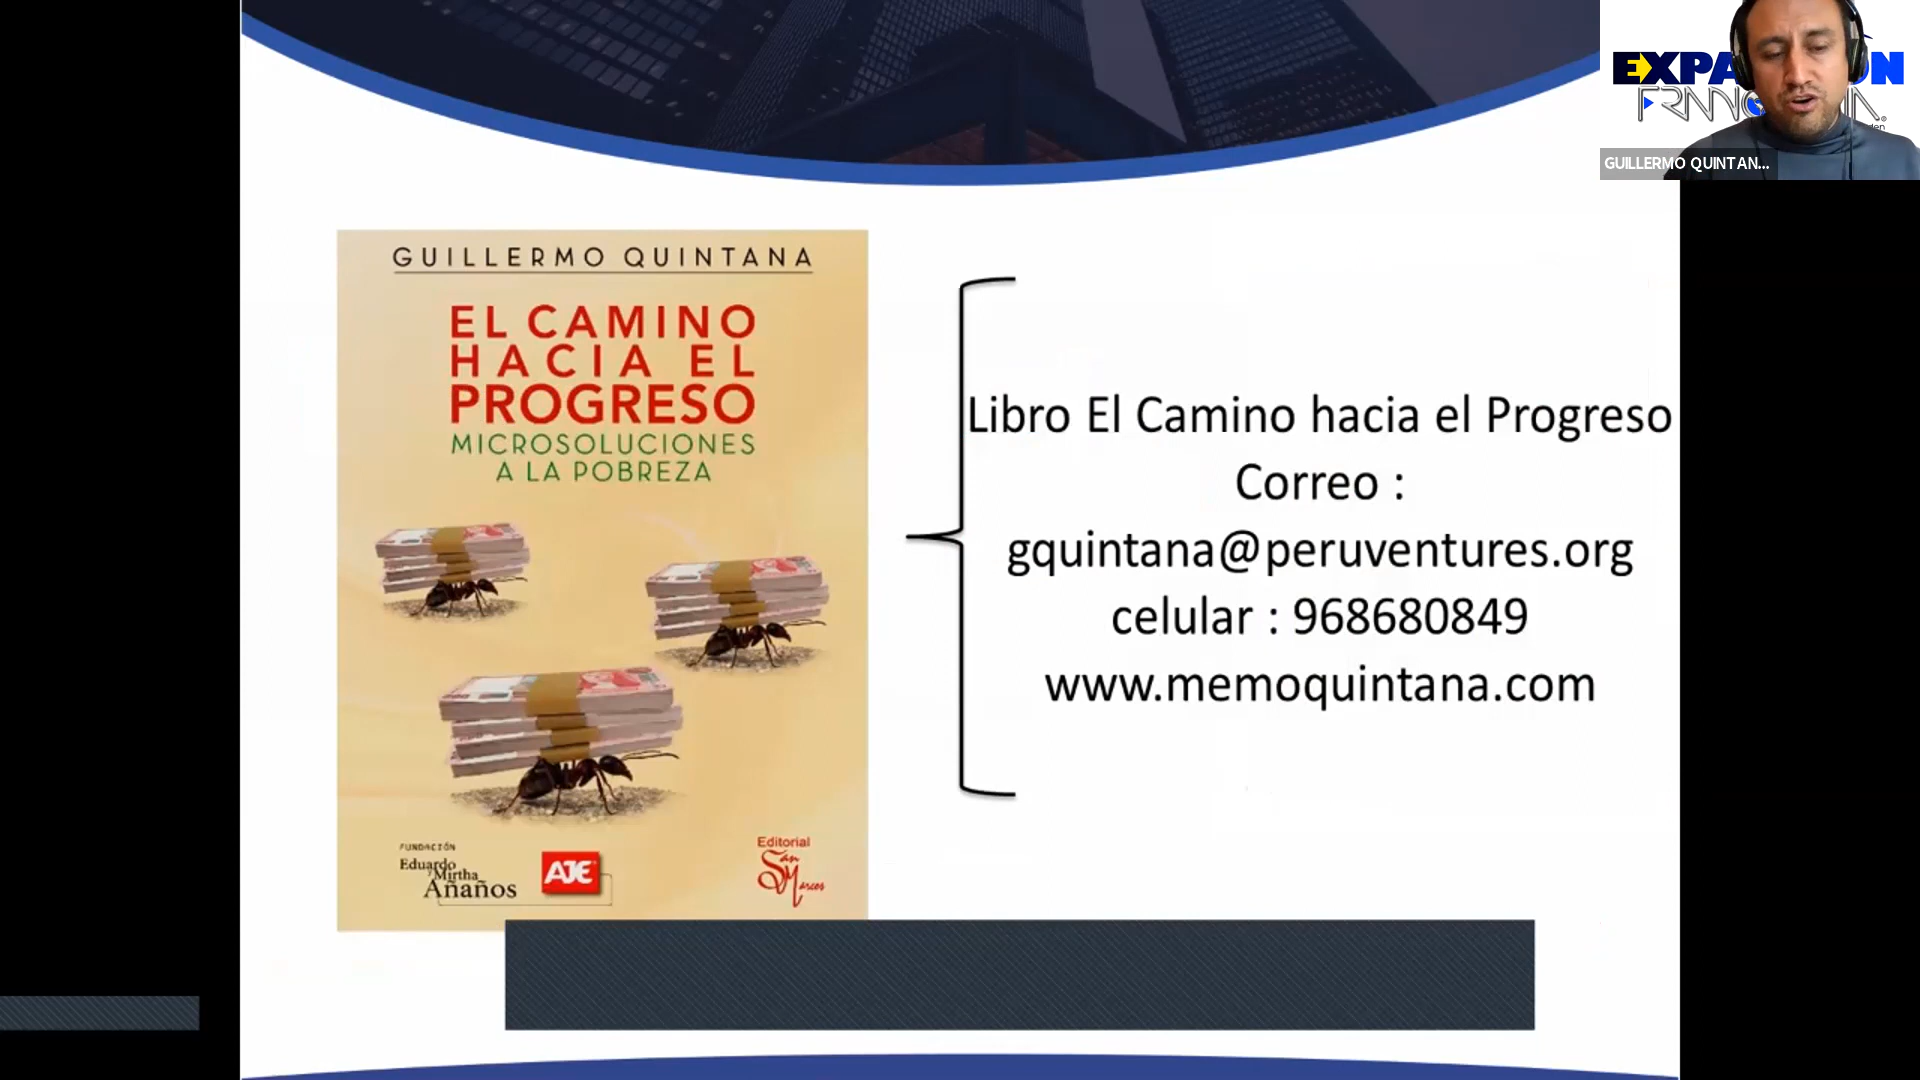 GUILLERMO QUINTANA
EL CAMINO
HACIA EL
PROGRESO
MICROSOLUCIONES
A LA POBREZA
FUNDACIÓN
Eduardo
y Mirtha
Añaños
AJE
Editorial
San
Marcos
Libro El Camino hacia el Progreso
Correo :
gquintana@peruventures.org
celular : 968680849
www.memoquintana.com
GUILLERMO QUINTAN...